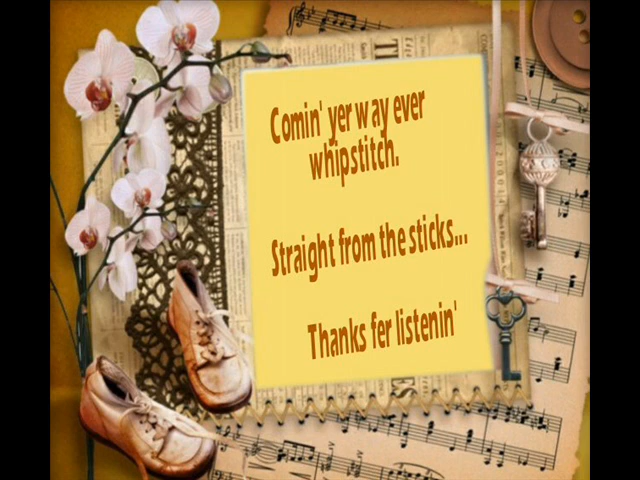 Comin' yer way ever
whipstitch.
Straight from the sticks...
Thanks fer listenin'